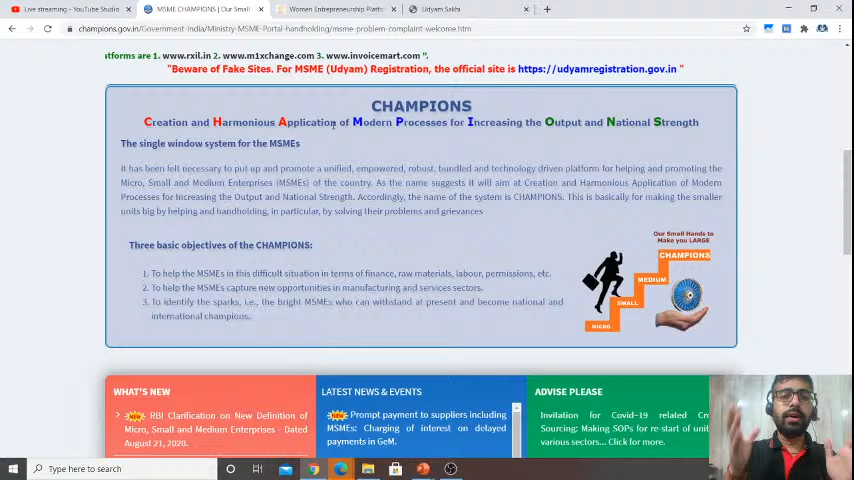 Live streaming - YouTube Studio
MSME CHAMPIONS | Our Small
Women Entrepreneurship Platfo
Udyam Sakhi
champions.gov.in/Government-India/Ministry-MSME-Portal-handholding/msme-problem-complaint-welcome.htm
tforms are 1. www.rxil.in 2. www.m1xchange.com 3. www.invoicemart.com ".
"Beware of Fake Sites. For MSME (Udyam) Registration, the official site is https://udyamregistration.gov.in "
CHAMPIONS
Creation and Harmonious Application of Modern Processes for Increasing the Output and National Strength
The single window system for the MSMEs
It has been felt necessary to put up and promote a unified, empowered, robust, bundled and technology driven platform for helping and promoting the
Micro, Small and Medium Enterprises (MSMEs) of the country. As the name suggests it will aim at Creation and Harmonious Application of Modern
Processes for Increasing the Output and National Strength. Accordingly, the name of the system is CHAMPIONS. This is basically for making the smaller
units big by helping and handholding, in particular, by solving their problems and grievances
Our Small Hands to
Make you LARGE
Three basic objectives of the CHAMPIONS:
1. To help the MSMEs in this difficult situation in terms of finance, raw materials, labour, permissions, etc.
2. To help the MSMEs capture new opportunities in manufacturing and services sectors.
3. To identify the sparks, i.e., the bright MSMEs who can withstand at present and become national and
international champions.
CHAMPIONS
MEDIUM
SMALL
MICRO
WHAT'S NEW
NEW RBI Clarification on New Definition of
Micro, Small and Medium Enterprises - Dated
August 21, 2020.
LATEST NEWS & EVENTS
NEW Prompt payment to suppliers including
MSMEs: Charging of interest on delayed
payments in GeM.
ADVISE PLEASE
Invitation for Covid-19 related Cr
Sourcing: Making SOPs for re-start of unit
various sectors... Click for more.
Type here to search